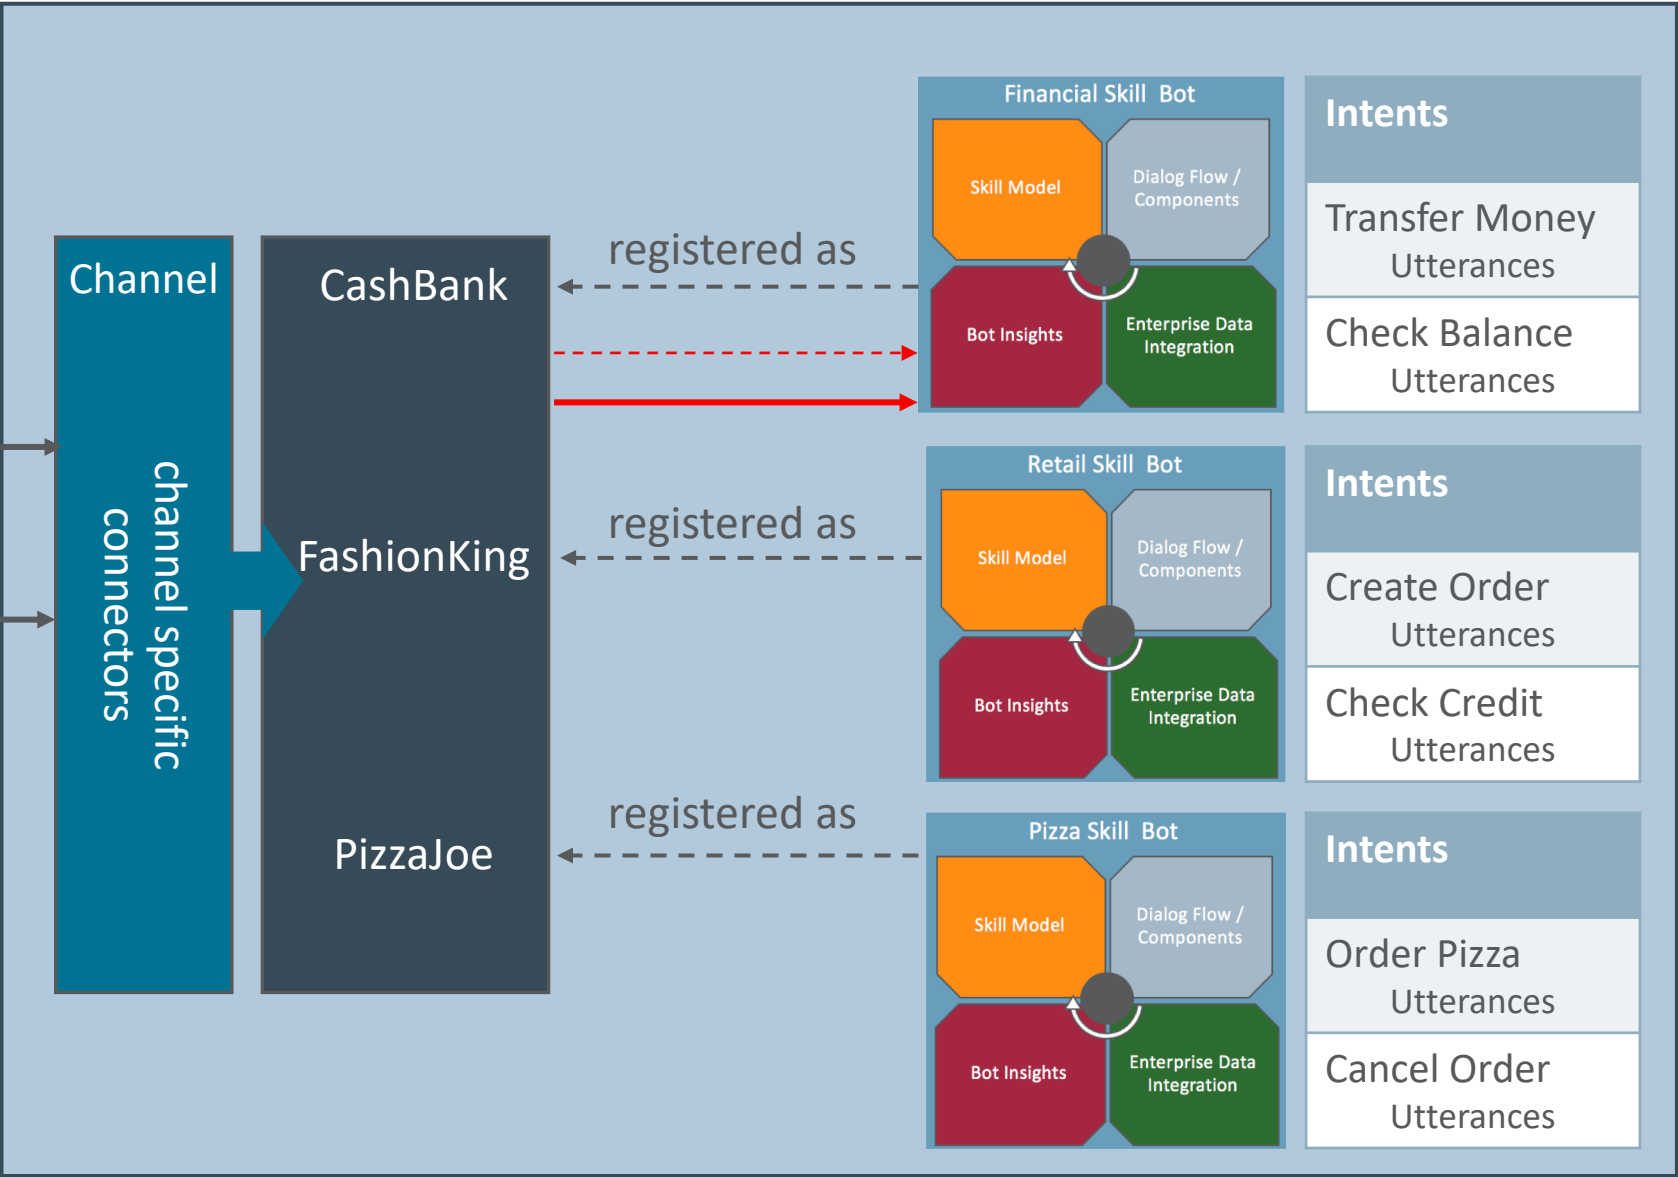 Channel
channel specific
connectors
CashBank
FashionKing
PizzaJoe
registered as
registered as
registered as
Financial Skill Bot
Skill Model
Dialog Flow /
Components
Bot Insights
Enterprise Data
Integration
Intents
Transfer Money
Utterances
Check Balance
Utterances
Retail Skill Bot
Skill Model
Dialog Flow /
Components
Bot Insights
Enterprise Data
Integration
Intents
Create Order
Utterances
Check Credit
Utterances
Pizza Skill Bot
Skill Model
Dialog Flow /
Components
Bot Insights
Enterprise Data
Integration
Intents
Order Pizza
Utterances
Cancel Order
Utterances